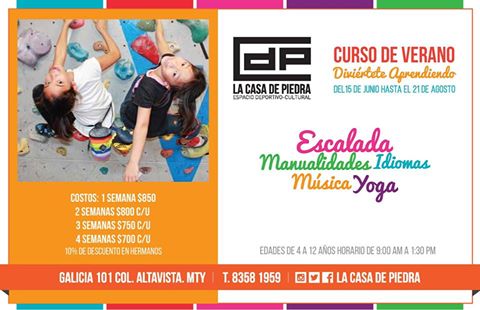 CURSO DE VERANO
Diviértete Aprendiendo
DEL 15 DE JUNIO HASTA EL 21 DE AGOSTO
CdP
LA CASA DE PIEDRA
ESPACIO DEPORTIVO-CULTURAL
Escalada
Manualidades Idiomas
Música Yoga
COSTOS: 1 SEMANA $850
2 SEMANAS $800 C/U
3 SEMANAS $750 C/U
4 SEMANAS $700 C/U
10% DE DESCUENTO EN HERMANOS
EDADES DE 4 A 12 AÑOS HORARIO DE 9:00 AM A 1:30 PM
GALICIA 101 COL. ALTAVISTA. MTY | T. 8358 1959 | LA CASA DE PIEDRA